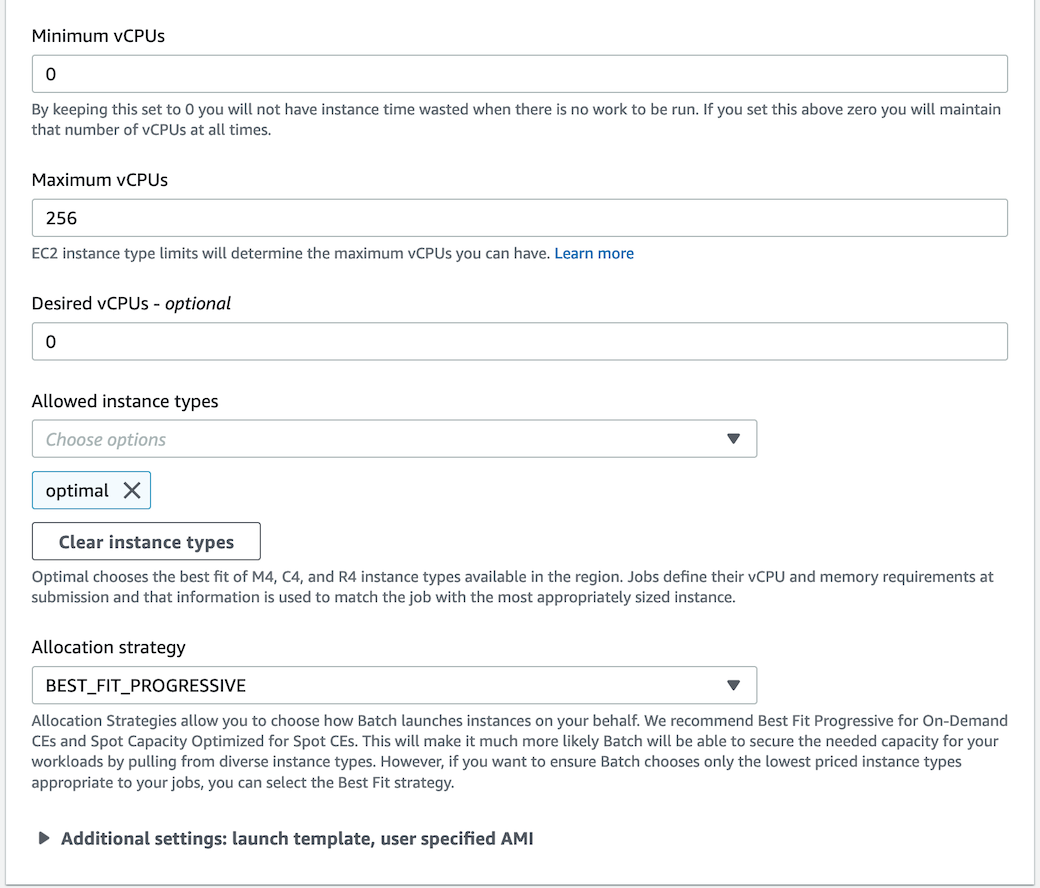 Minimum vCPUs
0
By keeping this set to 0 you will not have instance time wasted when there is no work to be run. If you set this above zero you will maintain
that number of vCPUs at all times.
Maximum vCPUs
256
EC2 instance type limits will determine the maximum vCPUs you can have. Learn more
Desired vCPUs - optional
0
Allowed instance types
Choose options
optimal
Clear instance types
Optimal chooses the best fit of M4, C4, and R4 instance types available in the region. Jobs define their vCPU and memory requirements at
submission and that information is used to match the job with the most appropriately sized instance.
Allocation strategy
BEST_FIT_PROGRESSIVE
Allocation Strategies allow you to choose how Batch launches instances on your behalf. We recommend Best Fit Progressive for On-Demand
CEs and Spot Capacity Optimized for Spot CEs. This will make it much more likely Batch will be able to secure the needed capacity for your
workloads by pulling from diverse instance types. However, if you want to ensure Batch chooses only the lowest priced instance types
appropriate to your jobs, you can select the Best Fit strategy.
Additional settings: launch template, user specified AMI